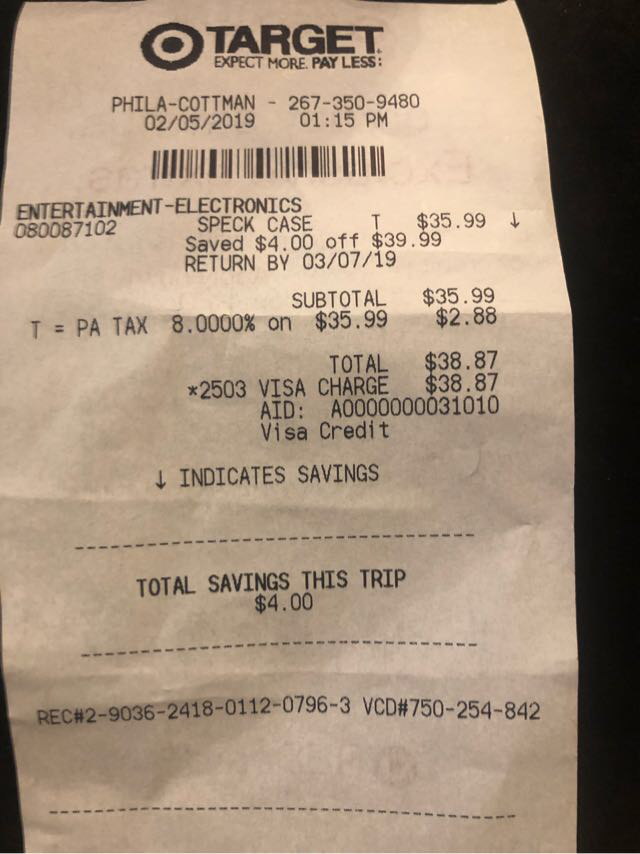 TARGET
EXPECT MORE. PAY LESS:
PHILA-COTTMAN - 267-350-9480
02/05/2019 01:15 PM
ENTERTAINMENT-ELECTRONICS
080087102 SPECK CASE T $35.99 ↓
Saved $4.00 off $39.99
RETURN BY 03/07/19
SUBTOTAL $35.99
T = PA TAX 8.0000% on $35.99 $2.88
TOTAL $38.87
*2503 VISA CHARGE $38.87
AID: A0000000031010
Visa Credit
↓ INDICATES SAVINGS
TOTAL SAVINGS THIS TRIP
$4.00
REC#2-9036-2418-0112-0796-3 VCD#750-254-842